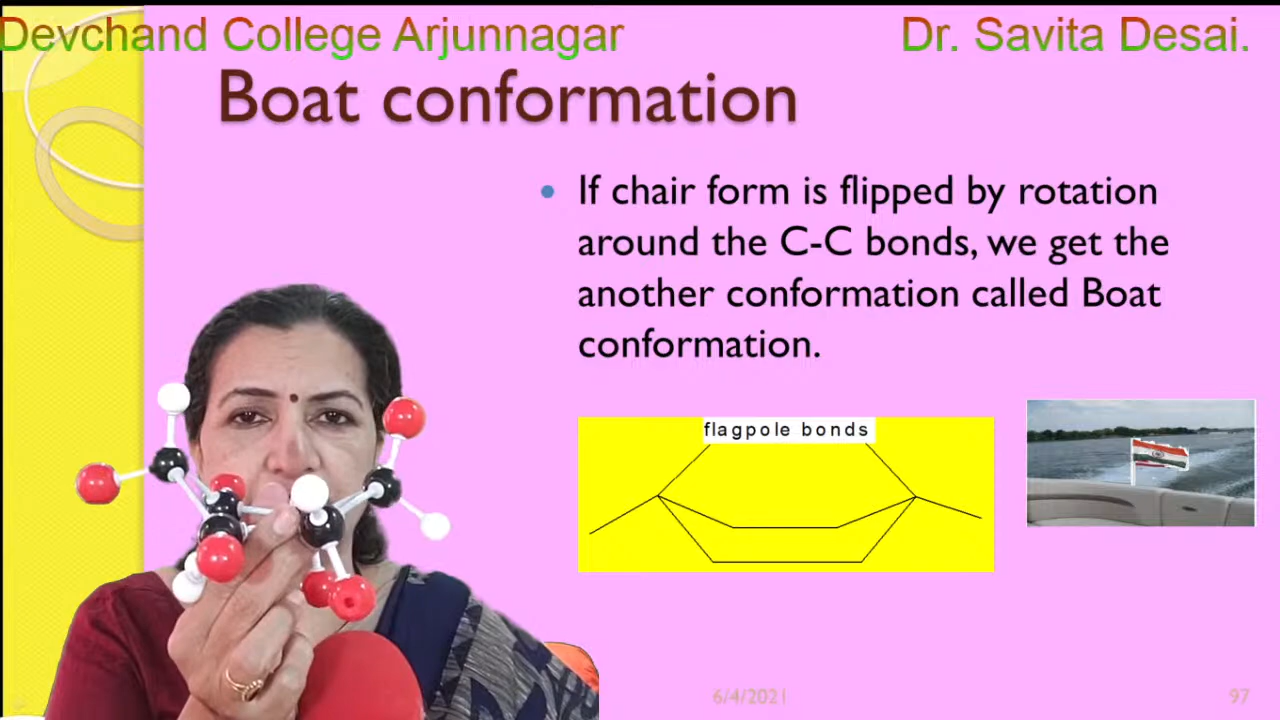 Devchand College Arjunnagar
Dr. Savita Desai.
Boat conformation
If chair form is flipped by rotation
around the C-C bonds, we get the
another conformation called Boat
conformation.
flagpole bonds
6/4/2021
97